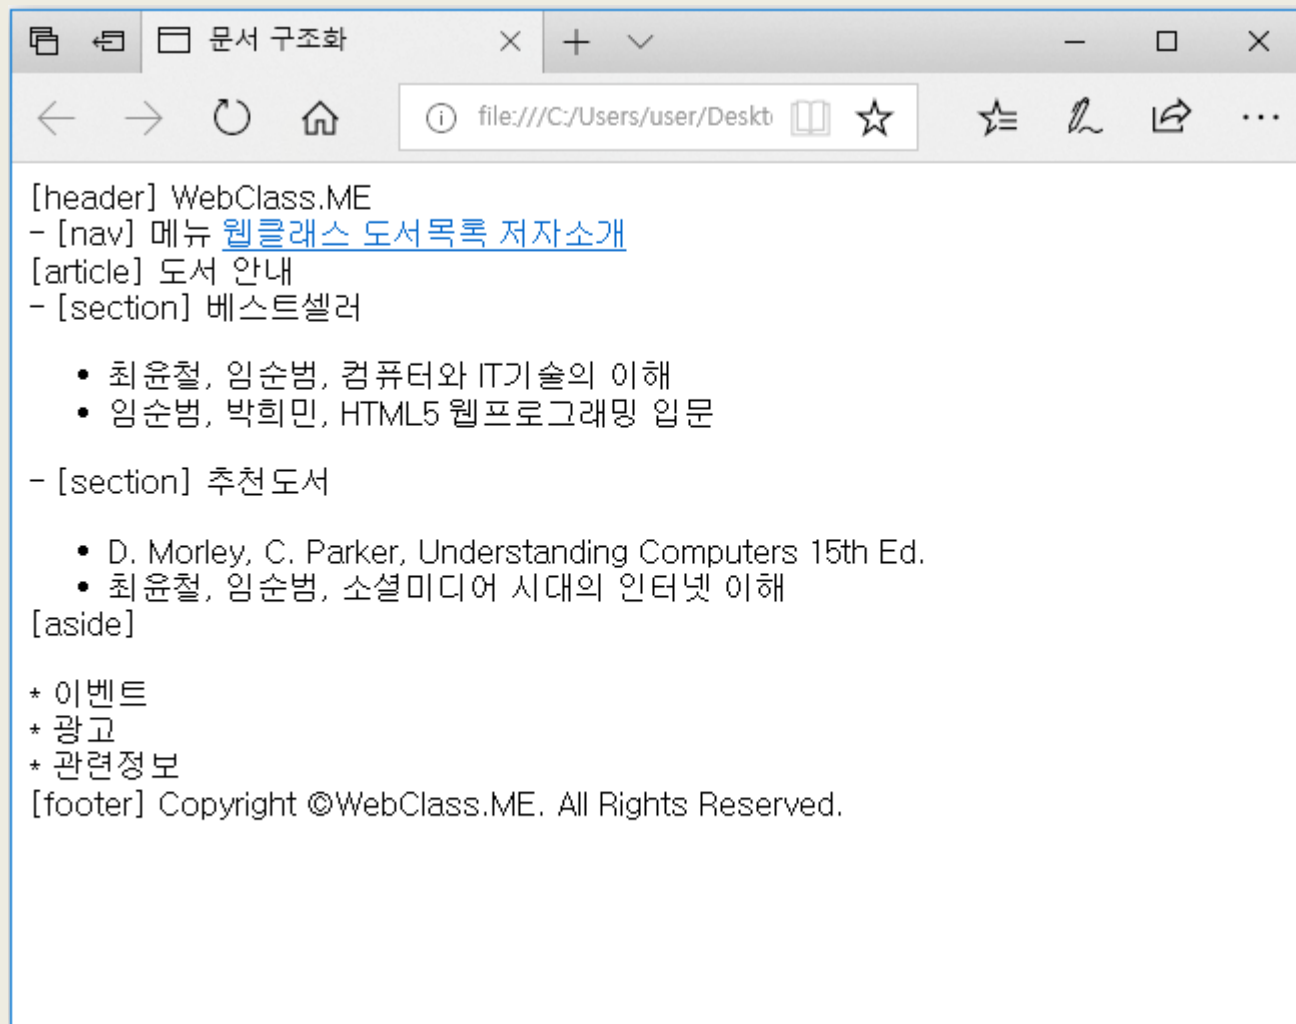 문서 구조화
file:///C:/Users/user/Deskt
[header] WebClass.ME
- [nav] 메뉴 웹클래스 도서목록 저자소개
[article] 도서 안내
- [section] 베스트셀러
• 최윤철, 임순범, 컴퓨터와 IT기술의 이해
• 임순범, 박희민, HTML5 웹프로그래밍 입문
- [section] 추천도서
• D. Morley, C. Parker, Understanding Computers 15th Ed.
• 최윤철, 임순범, 소셜미디어 시대의 인터넷 이해
[aside]
* 이벤트
* 광고
* 관련정보
[footer] Copyright ©WebClass.ME. All Rights Reserved.